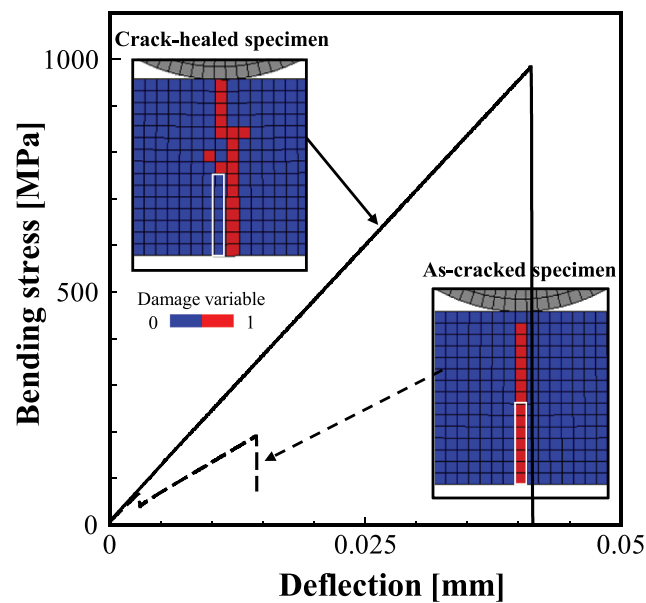 Crack-healed specimen
1000
Bending stress [MPa]
As-cracked specimen
500
Damage variable
0 1
0
0 0.025 0.05
Deflection [mm]